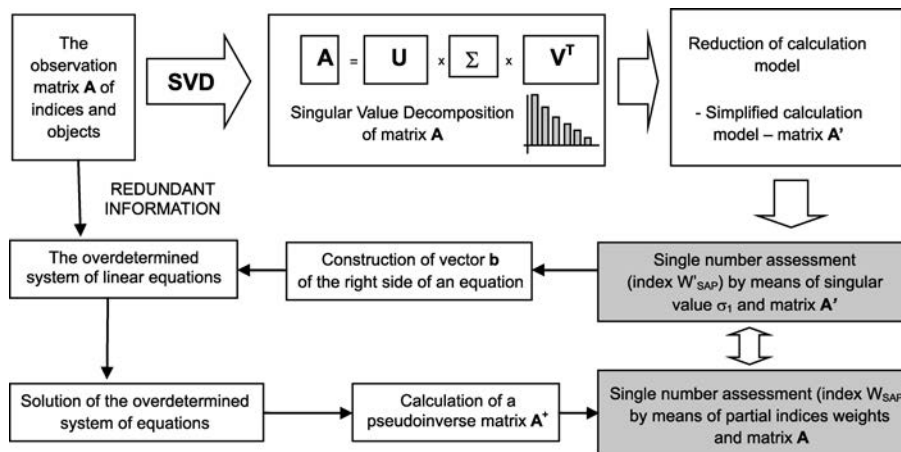 The
observation
matrix A of
indices and
objects
SVD
A = U x Σ x V^T
Singular Value Decomposition
of matrix A
Reduction of calculation
model
- Simplified calculation
model – matrix A'
REDUNDANT
INFORMATION
The overdetermined
system of linear equations
Construction of vector b
of the right side of an equation
Single number assessment
(index W'SAP) by means of singular
value σ1 and matrix A'
Solution of the overdetermined
system of equations
Calculation of a
pseudoinverse matrix A+
Single number assessment (index WSAP
by means of partial indices weights
and matrix A